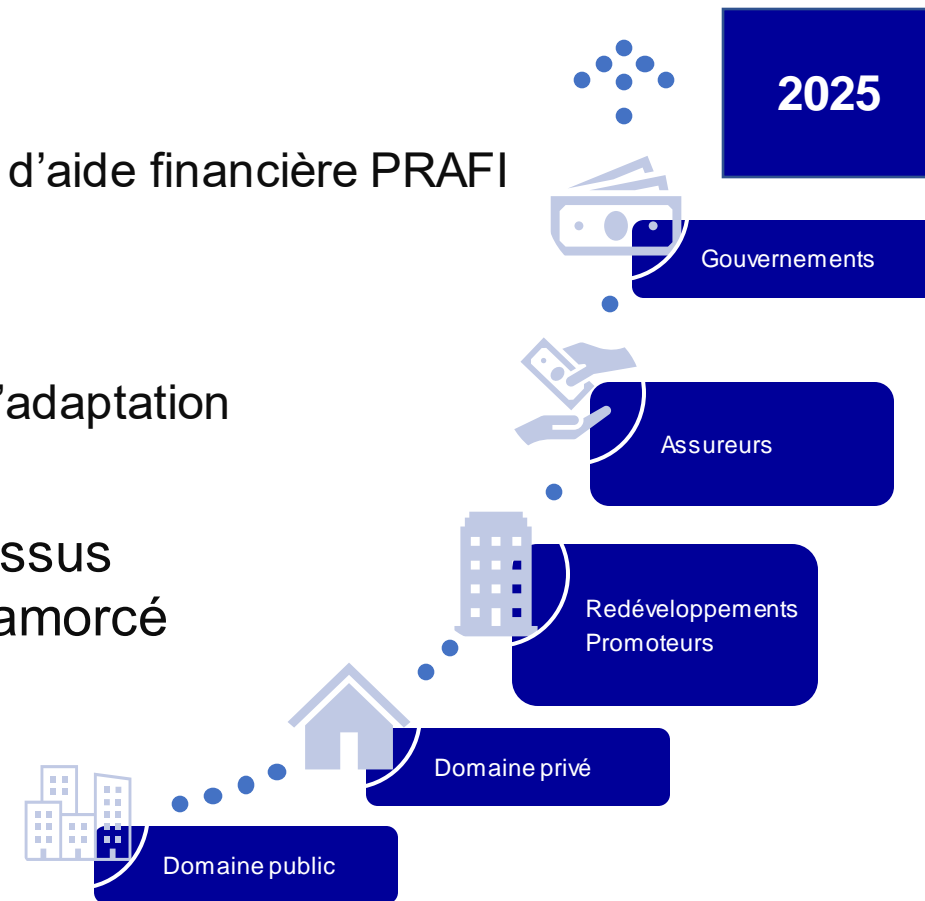 2025
d’aide financière PRAFI
Gouvernements
’adaptation
Assureurs
ssus
amorcé
Redéveloppements
Promoteurs
Domaine privé
Domaine public